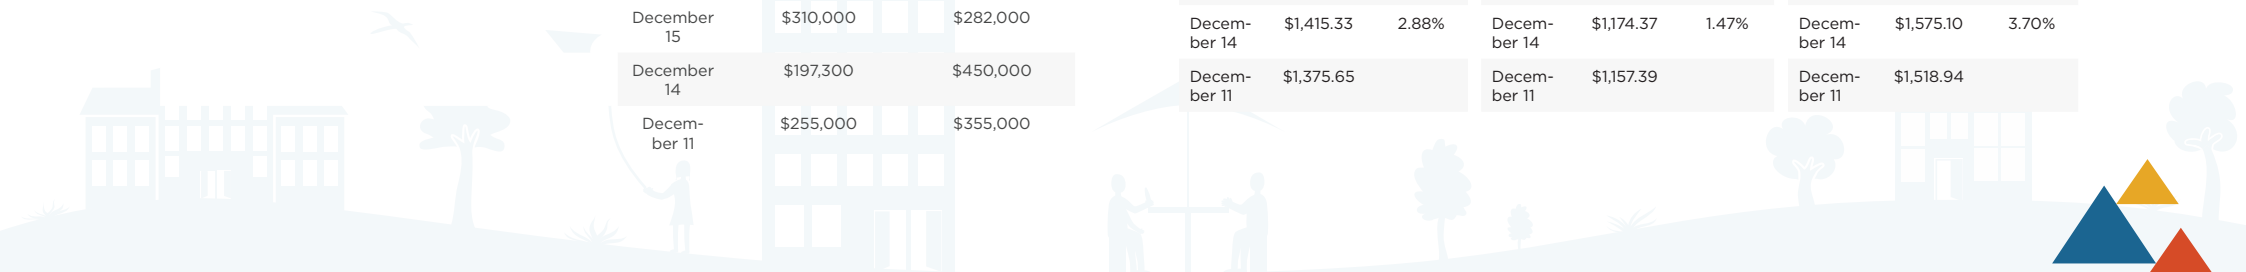 December $310,000 $282,000
15
December $197,300 $450,000
14
Decem- $255,000 $355,000
ber 11
Decem- $1,415.33 2.88%
ber 14
Decem- $1,375.65
ber 11
Decem- $1,174.37 1.47%
ber 14
Decem- $1,157.39
ber 11
Decem- $1,575.10 3.70%
ber 14
Decem- $1,518.94
ber 11